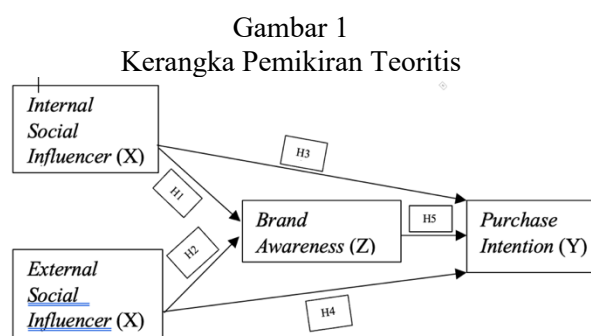 Gambar 1
Kerangka Pemikiran Teoritis
Internal
Social
Influencer (X)
H3
H1
Brand
Awareness (Z)
H5
Purchase
Intention (Y)
H2
External
Social
Influencer (X)
H4